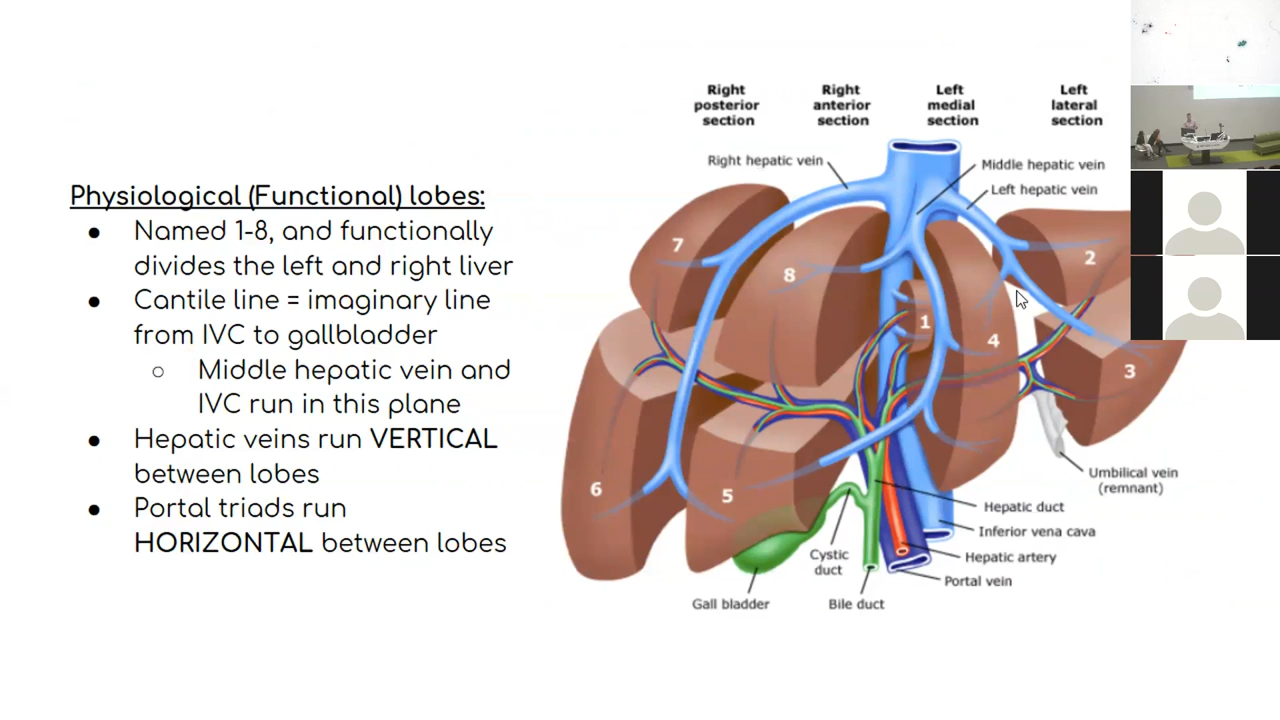 Physiological (Functional) lobes:
● Named 1-8, and functionally
divides the left and right liver
● Cantile line = imaginary line
from IVC to gallbladder
○ Middle hepatic vein and
IVC run in this plane
● Hepatic veins run VERTICAL
between lobes
● Portal triads run
HORIZONTAL between lobes
Right
posterior
section
Right
anterior
section
Left
medial
section
Left
lateral
section
Right hepatic vein
Middle hepatic vein
Left hepatic vein
7
8
2
1
4
3
6
5
Umbilical vein
(remnant)
Hepatic duct
Inferior vena cava
Hepatic artery
Portal vein
Cystic
duct
Gall bladder
Bile duct